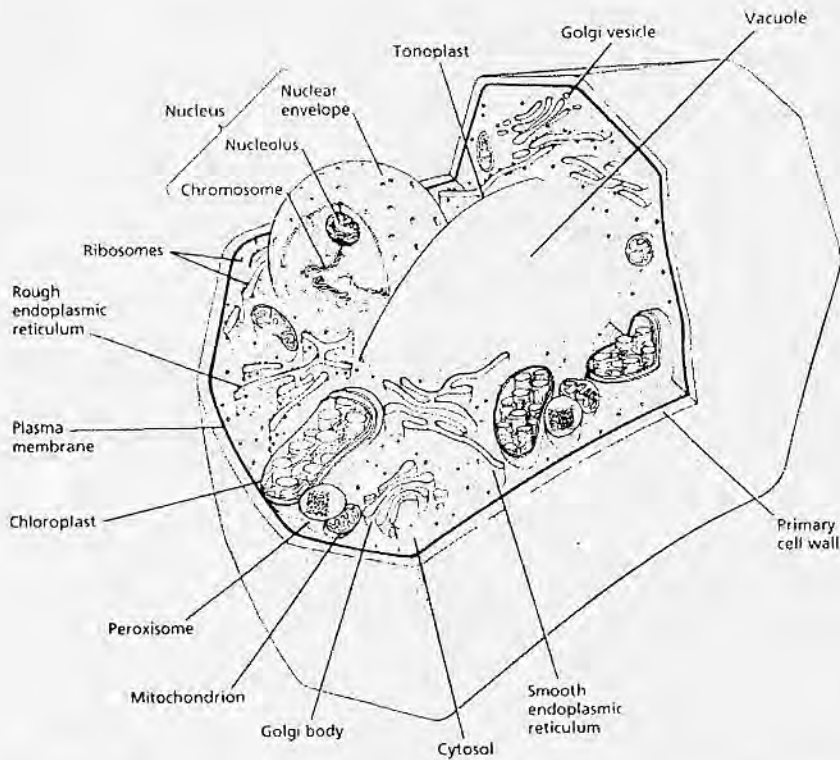 Vacuole
Golgi vesicle
Tonoplast
Nuclear
envelope
Nucleus
Nucleolus
Chromosome
Ribosomes
Rough
endoplasmic
reticulum
Plasma
membrane
Chloroplast
Primary
cell wall
Peroxisome
Mitochondrion
Golgi body
Cytosol
Smooth
endoplasmic
reticulum